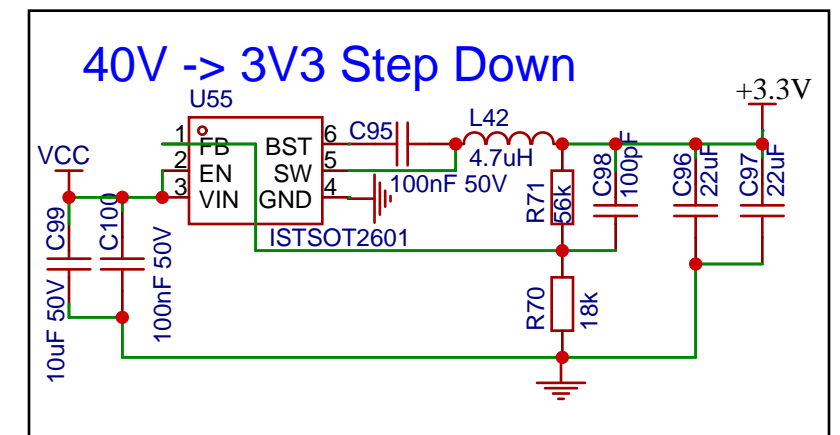 40V -> 3V3 Step Down
U55
+3.3V
1 FB BST 6
2 EN SW 5
3 VIN GND 4
ISTSOT2601
VCC
C99
10uF 50V
C100
100nF 50V
C95
100nF 50V
L42
4.7uH
R71
56k
C98
100pF
C96
22uF
C97
22uF
R70
18k